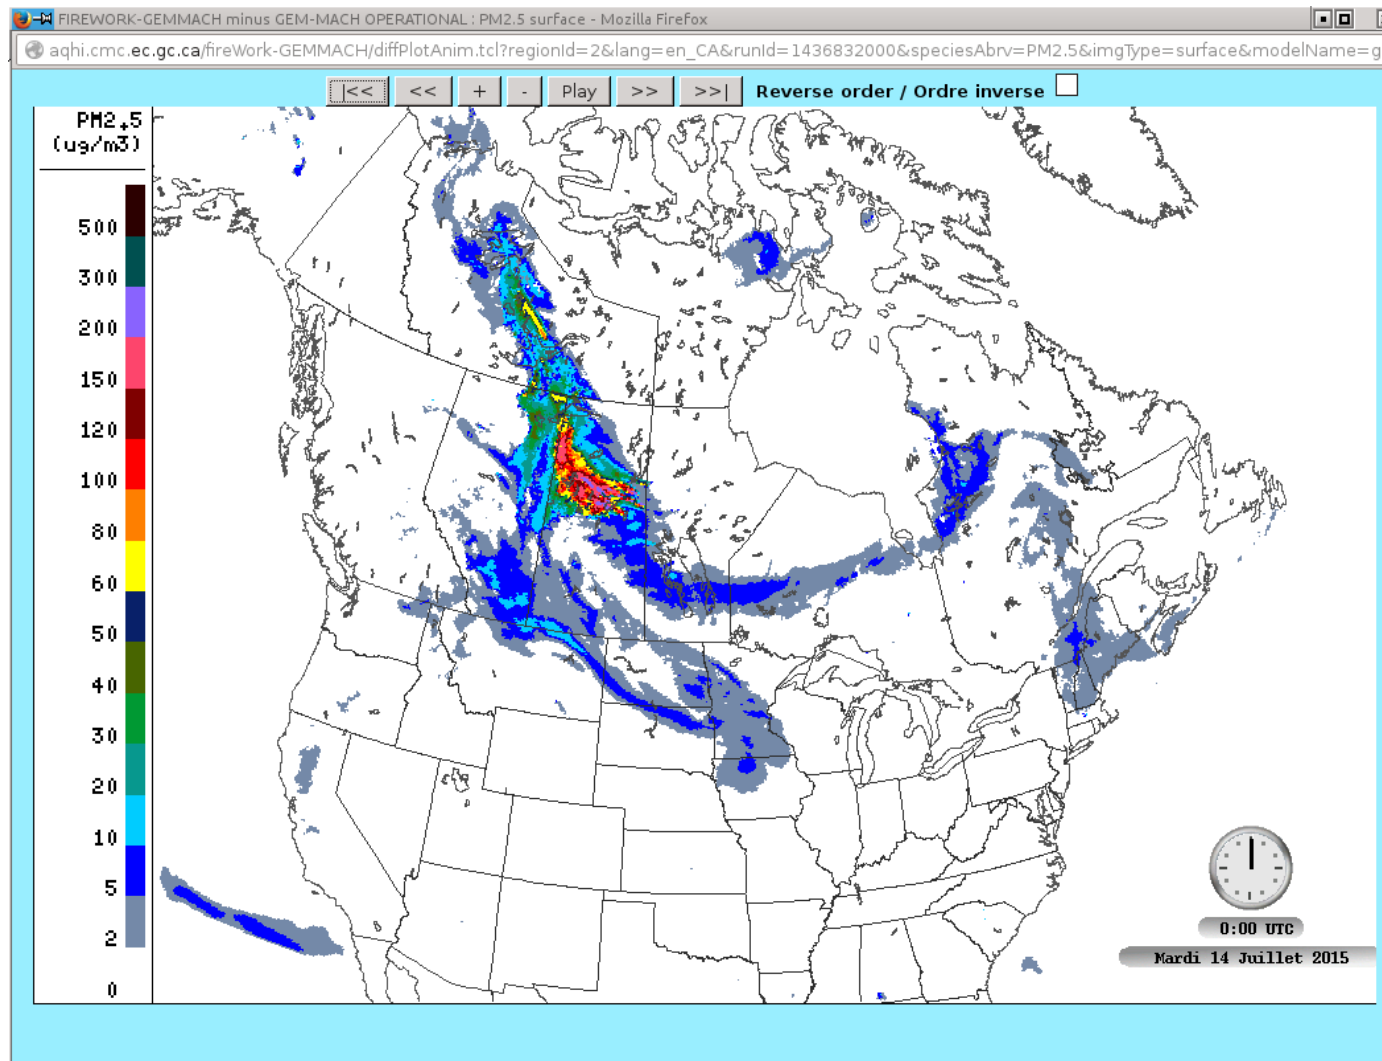 FIREWORK-GEMMACH minus GEM-MACH OPERATIONAL : PM2.5 surface - Mozilla Firefox
aqhi.cmc.ec.gc.ca/fireWork-GEMMACH/diffPlotAnim.tcl?regionId=2&lang=en_CA&runId=1436832000&speciesAbrv=PM2.5&imgType=surface&modelName=g
|<< << + - Play >> >>| Reverse order / Ordre inverse
PM2.5
(ug/m3)
500
300
200
150
120
100
80
60
50
40
30
20
10
5
2
0
0:00 UTC
Mardi 14 Juillet 2015